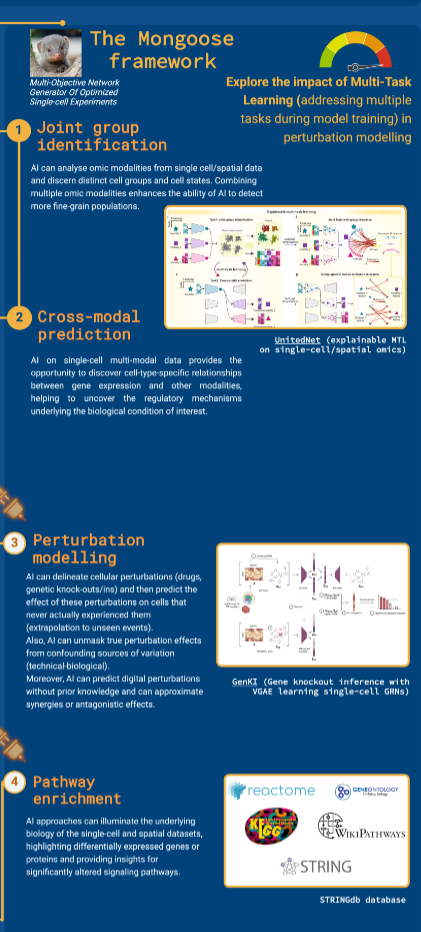 The Mongoose
framework
Multi-Objective Network
Generator Of Optimized
Single-cell Experiments
Explore the impact of Multi-Task
Learning (addressing multiple
tasks during model training) in
perturbation modelling
1
Joint group
identification
AI can analyse omic modalities from single cell/spatial data
and discern distinct cell groups and cell states. Combining
multiple omic modalities enhances the ability of AI to detect
more fine-grain populations.
Explainable multi-task learning
UnitedNet (explainable MTL
on single-cell/spatial omics)
2
Cross-modal
prediction
AI on single-cell multi-modal data provides the
opportunity to discover cell-type-specific relationships
between gene expression and other modalities,
helping to uncover the regulatory mechanisms
underlying the biological condition of interest.
3
Perturbation
modelling
AI can delineate cellular perturbations (drugs,
genetic knock-outs/ins) and then predict the
effect of these perturbations on cells that
never actually experienced them
(extrapolation to unseen events).
Also, AI can unmask true perturbation effects
from confounding sources of variation
(technical-biological).
Moreover, AI can predict digital perturbations
without prior knowledge and can approximate
synergies or antagonistic effects.
GenKI (Gene knockout inference with
VGAE learning single-cell GRNs)
4
Pathway
enrichment
AI approaches can illuminate the underlying
biology of the single-cell and spatial datasets,
highlighting differentially expressed genes or
proteins and providing insights for
significantly altered signaling pathways.
reactome
GENEONTOLOGY
KEGG
WIKIPATHWAYS
STRING
STRINGdb database